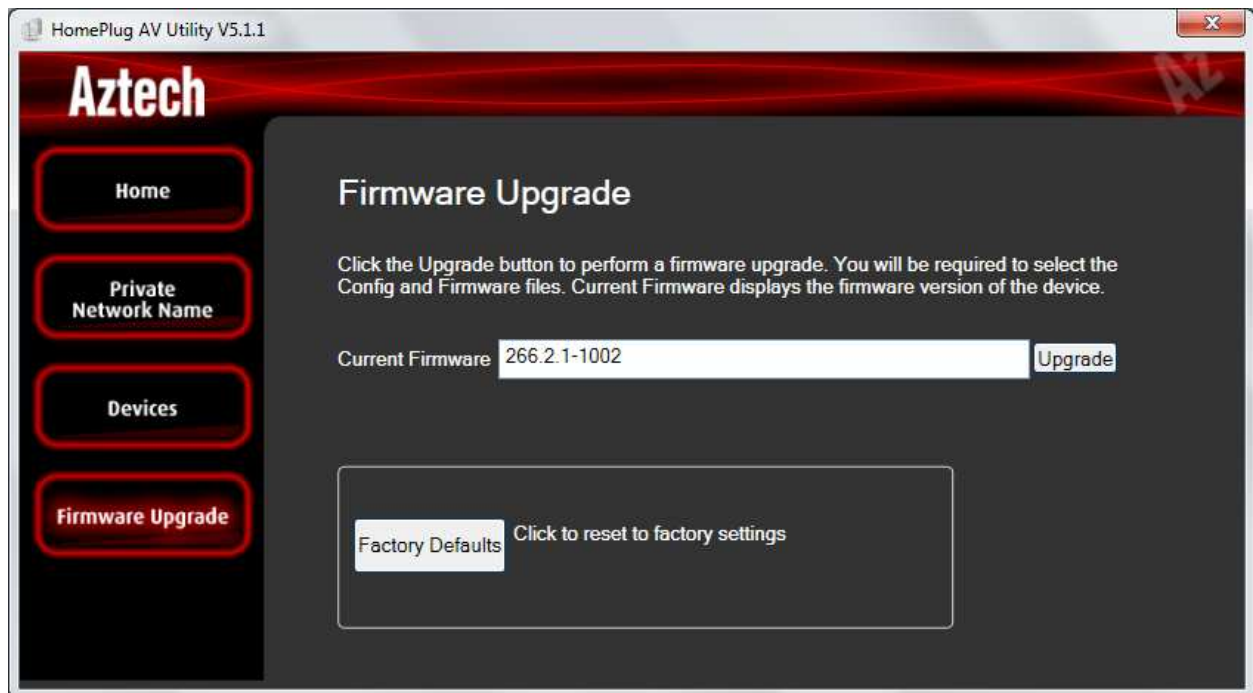 HomePlug AV Utility V5.1.1
Aztech
Az
Home
Private
Network Name
Devices
Firmware Upgrade
Firmware Upgrade
Click the Upgrade button to perform a firmware upgrade. You will be required to select the
Config and Firmware files. Current Firmware displays the firmware version of the device.
Current Firmware 266.2.1-1002 Upgrade
Factory Defaults Click to reset to factory settings